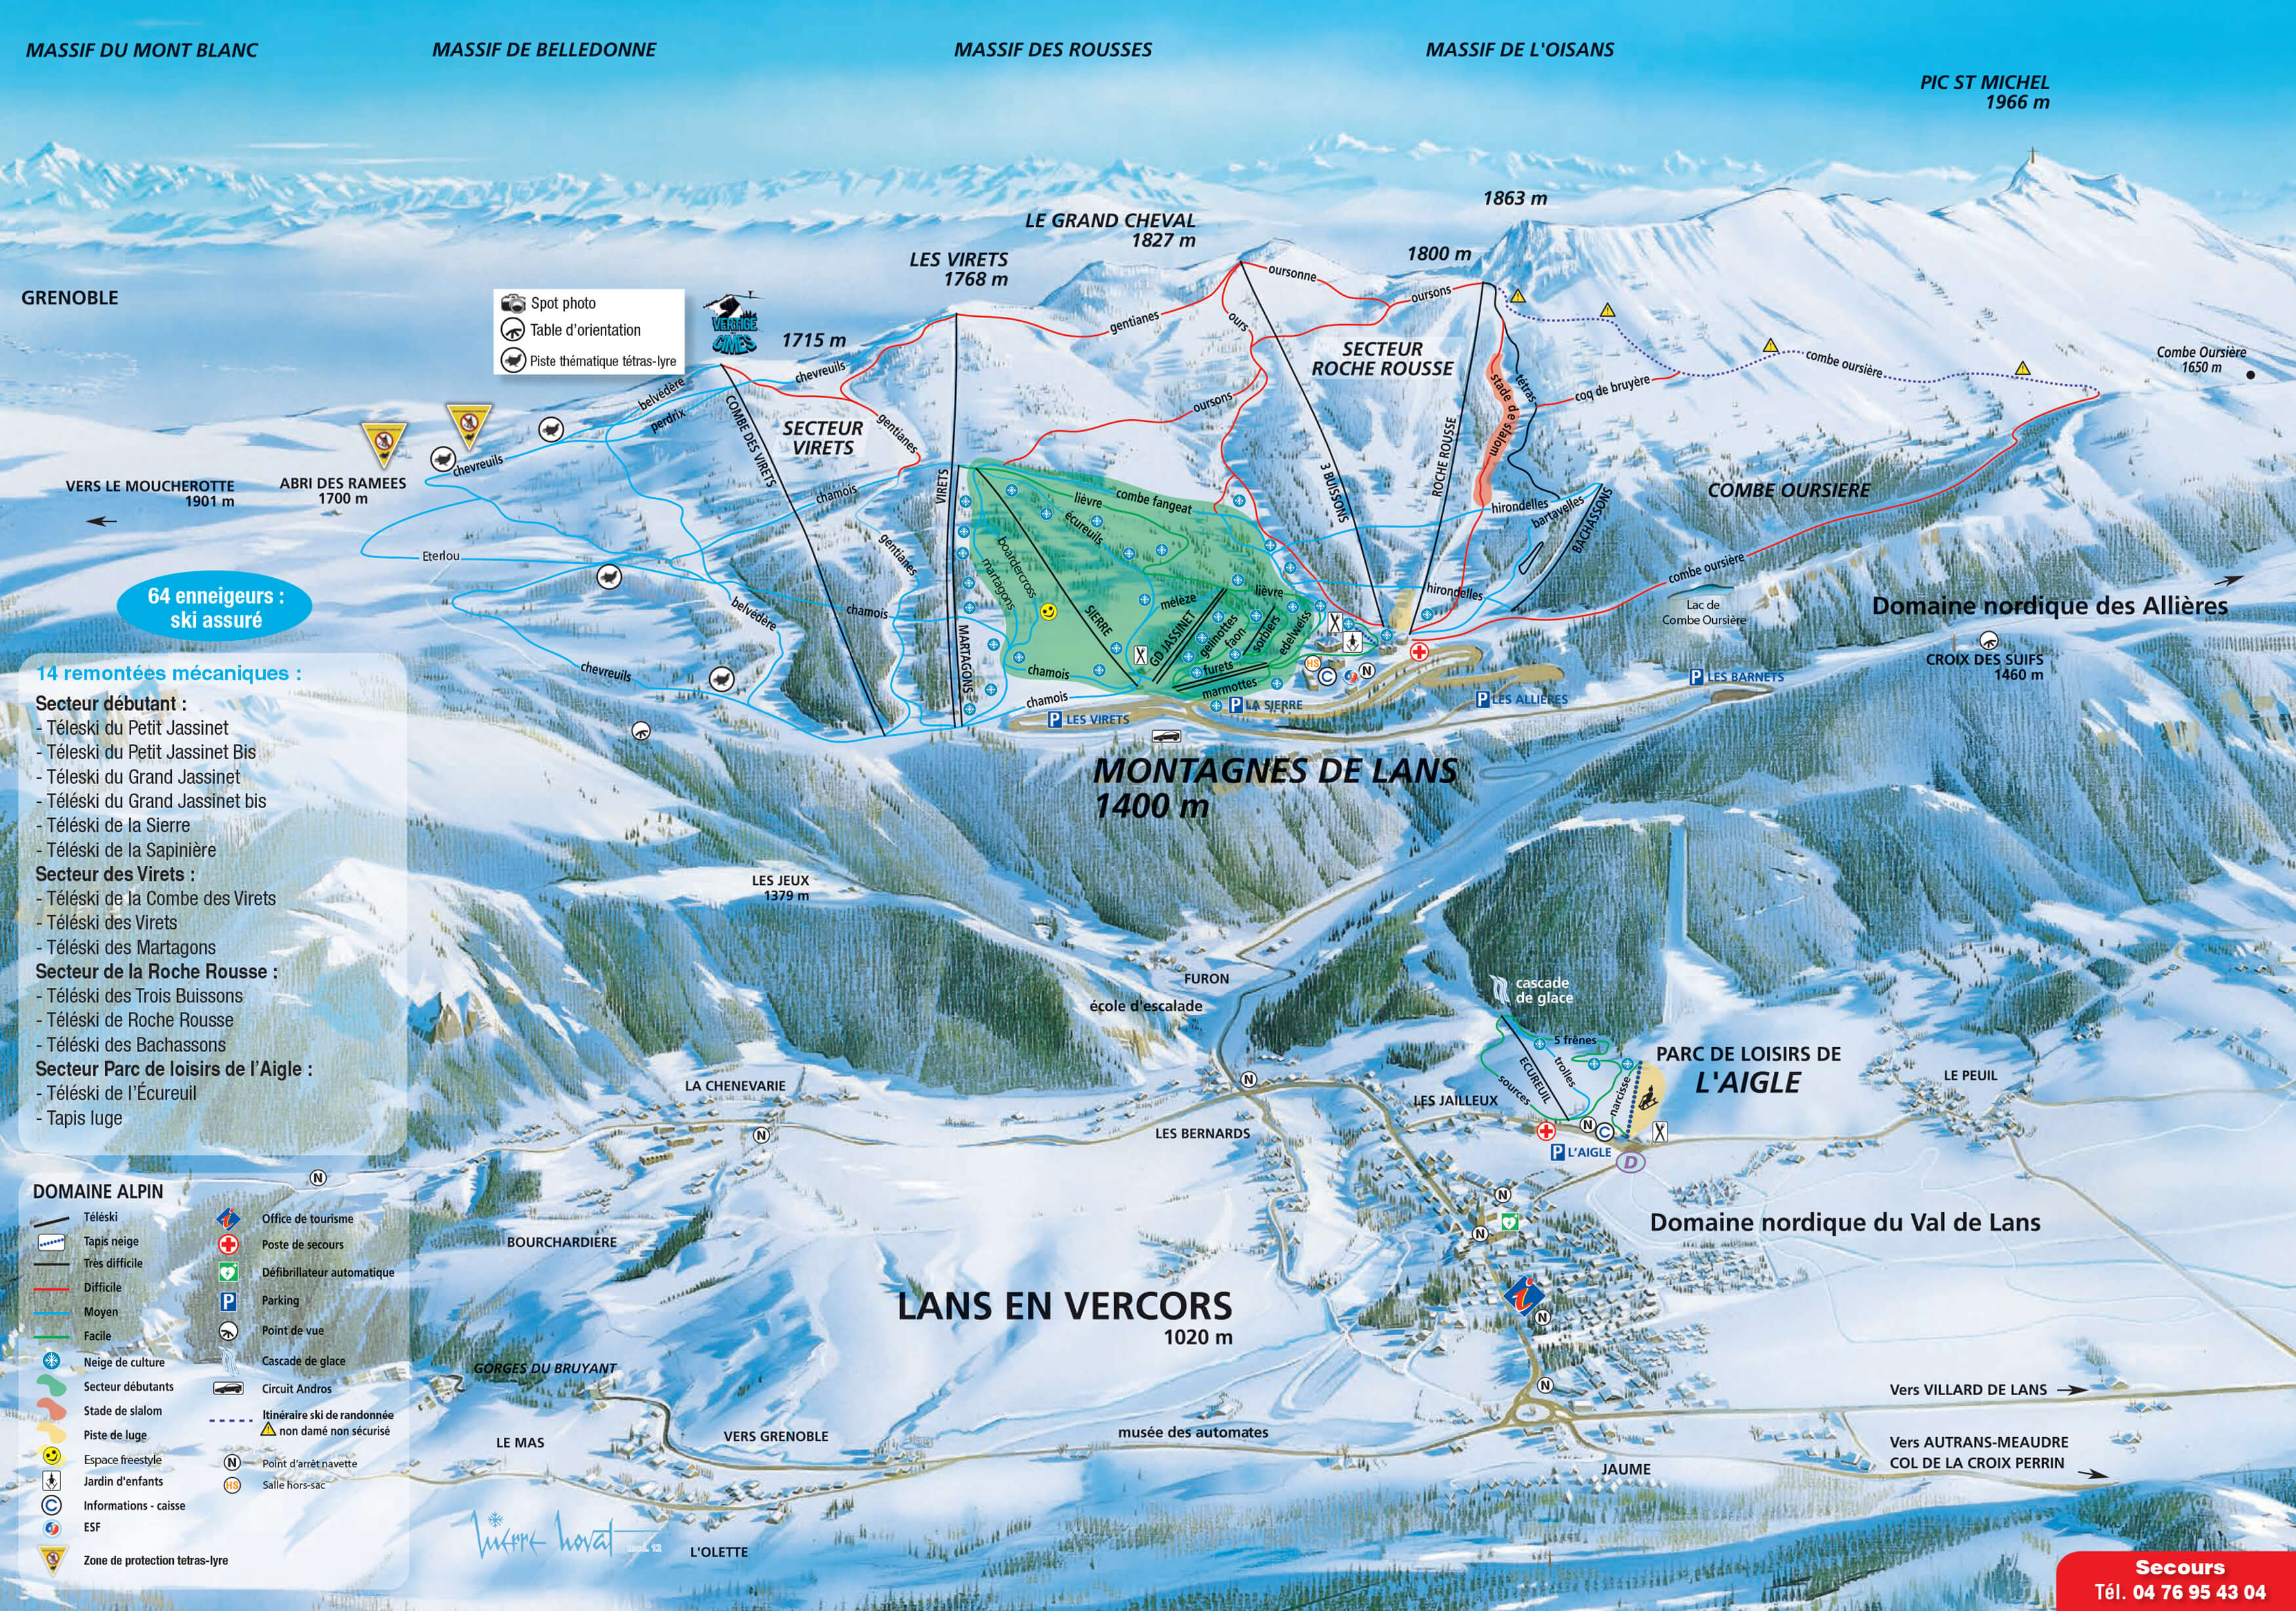 MASSIF DU MONT BLANC
MASSIF DE BELLEDONNE
MASSIF DES ROUSSES
MASSIF DE L'OISANS
PIC ST MICHEL
1966 m
1863 m
LE GRAND CHEVAL
1827 m
1800 m
LES VIRETS
1768 m
GRENOBLE
Spot photo
Table d'orientation
Piste thématique tétras-lyre
VERTIGE
DES
CIMES
1715 m
oursonne
oursons
gentianes
ours
SECTEUR
ROCHE ROUSSE
Combe Oursière
1650 m
combe oursière
chevreuils
belvédère
perdrix
COMBE DES VIRETS
SECTEUR
VIRETS
gentianes
oursons
stade de slalom
tétras
coq de bruyère
chevreuils
VERS LE MOUCHEROTTE
1901 m
ABRI DES RAMEES
1700 m
chamois
VIRETS
lièvre
combe fangeat
écureuils
3 BUISSONS
ROCHE ROUSSE
hirondelles
bartavelles
BACHASSONS
COMBE OURSIERE
Eterlou
gentianes
boardercross
martagons
combe oursière
64 enneigeurs :
ski assuré
belvédère
chamois
SIERRE
mélèze
lièvre
hirondelles
Lac de
Combe Oursière
Domaine nordique des Allières
GD JASSINET
gelinottes
faon
sorbiers
edelweiss
MARTAGONS
chevreuils
chamois
furets
marmottes
chamois
HS
C
N
CROIX DES SUIFS
1460 m
P LES BARNETS
P LES ALLIERES
P LA SIERRE
P LES VIRETS
MONTAGNES DE LANS
1400 m
14 remontées mécaniques :
Secteur débutant :
- Téleski du Petit Jassinet
- Téleski du Petit Jassinet Bis
- Téleski du Grand Jassinet
- Téléski du Grand Jassinet bis
- Téléski de la Sierre
- Téléski de la Sapinière
Secteur des Virets :
- Téléski de la Combe des Virets
- Téléski des Virets
- Téléski des Martagons
Secteur de la Roche Rousse :
- Téléski des Trois Buissons
- Téléski de Roche Rousse
- Téléski des Bachassons
Secteur Parc de loisirs de l'Aigle :
- Téléski de l'Écureuil
- Tapis luge
LES JEUX
1379 m
FURON
école d'escalade
cascade
de glace
5 frênes
ECUREUIL
trolles
sources
narcisse
PARC DE LOISIRS DE
L'AIGLE
LE PEUIL
LA CHENEVARIE
N
N
LES JAILLEUX
LES BERNARDS
N
C
P L'AIGLE
D
N
N
N
DOMAINE ALPIN
Téléski
Tapis neige
Très difficile
Difficile
Moyen
Facile
Neige de culture
Secteur débutants
Stade de slalom
Piste de luge
Espace freestyle
Jardin d'enfants
C Informations - caisse
ESF
Zone de protection tetras-lyre
i Office de tourisme
Poste de secours
Défibrillateur automatique
P Parking
Point de vue
Cascade de glace
Circuit Andros
Itinéraire ski de randonnée
non damé non sécurisé
N Point d'arrêt navette
HS Salle hors-sac
BOURCHARDIERE
Domaine nordique du Val de Lans
LANS EN VERCORS
1020 m
i
N
GORGES DU BRUYANT
N
Vers VILLARD DE LANS
LE MAS
VERS GRENOBLE
musée des automates
Vers AUTRANS-MEAUDRE
COL DE LA CROIX PERRIN
JAUME
L'OLETTE
Secours
Tél. 04 76 95 43 04